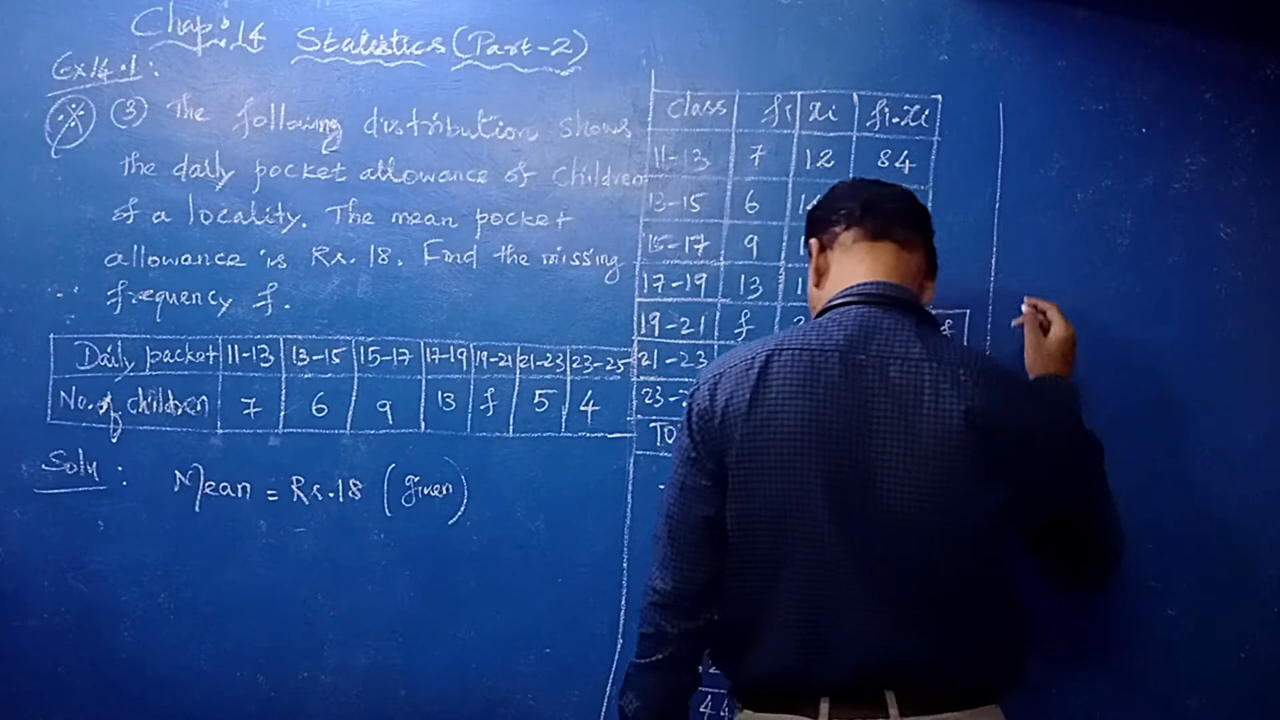 Chap: 14 Statistics (Part-2)
Ex 14.1:
(3) The following distribution shows
the daily pocket allowance of children
of a locality. The mean pocket
allowance is Rs. 18. Find the missing
frequency f.
Daily pocket 11-13 13-15 15-17 17-19 19-21 21-23 23-25
No. of children 7 6 9 13 f 5 4
Soln: Mean = Rs. 18 (given)
class fi xi fi.xi
11-13 7 12 84
13-15 6
15-17 9
17-19 13
19-21 f
21-23
44